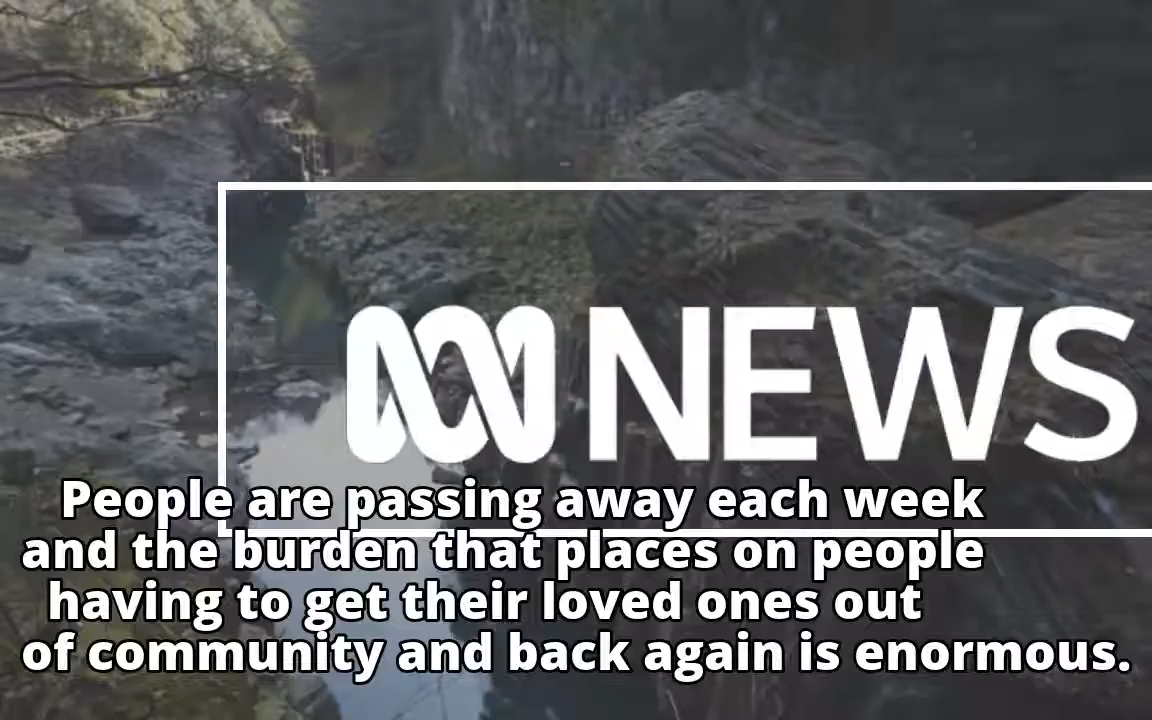 NEWS
People are passing away each week
and the burden that places on people
having to get their loved ones out
of community and back again is enormous.